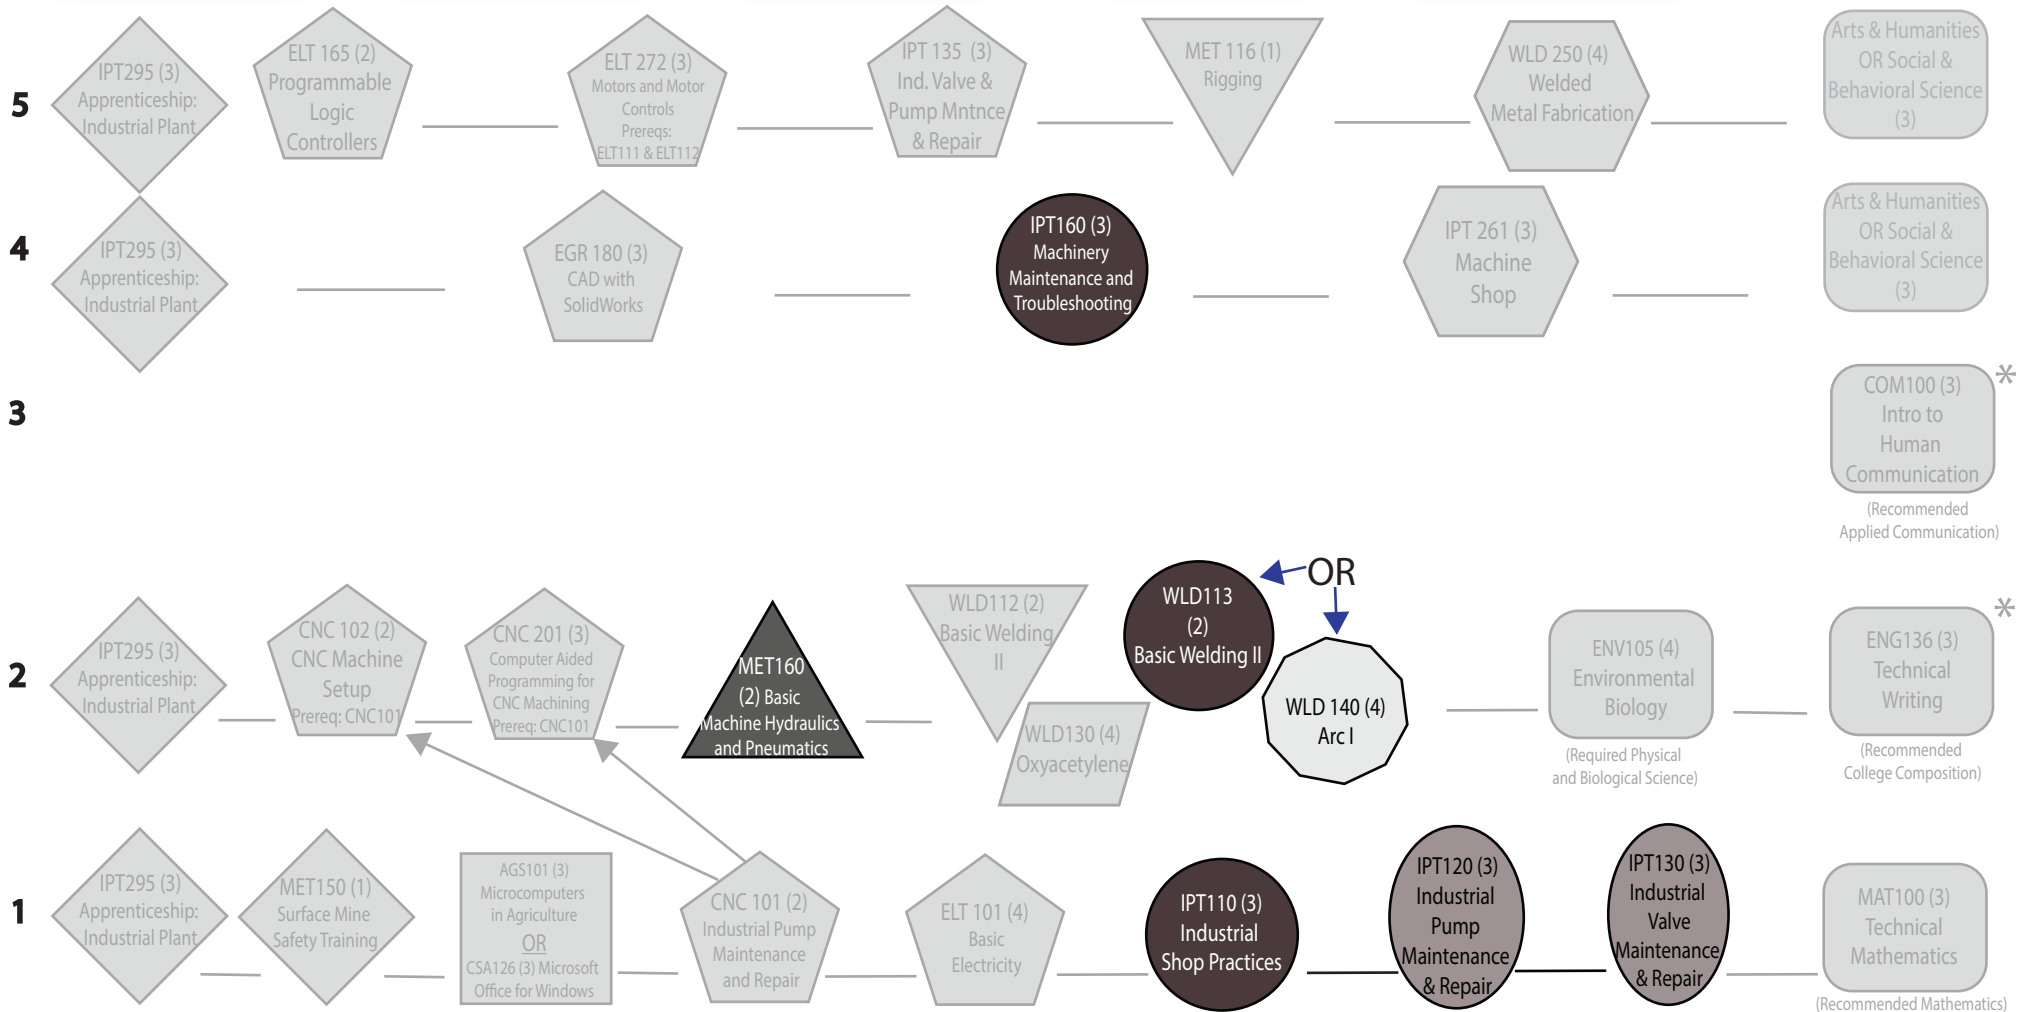 5
IPT295 (3)
Apprenticeship:
Industrial Plant
ELT 165 (2)
Programmable
Logic
Controllers
ELT 272 (3)
Motors and Motor
Controls
Prereqs:
ELT111 & ELT112
IPT 135 (3)
Ind. Valve &
Pump Mntnce
& Repair
MET 116 (1)
Rigging
WLD 250 (4)
Welded
Metal Fabrication
Arts & Humanities
OR Social &
Behavioral Science
(3)
4
IPT295 (3)
Apprenticeship:
Industrial Plant
EGR 180 (3)
CAD with
SolidWorks
IPT160 (3)
Machinery
Maintenance and
Troubleshooting
IPT 261 (3)
Machine
Shop
Arts & Humanities
OR Social &
Behavioral Science
(3)
3
COM100 (3)
*
Intro to
Human
Communication
(Recommended
Applied Communication)
2
IPT295 (3)
Apprenticeship:
Industrial Plant
CNC 102 (2)
CNC Machine
Setup
Prereq: CNC101
CNC 201 (3)
Computer Aided
Programming for
CNC Machining
Prereq: CNC101
MET160
(2) Basic
Machine Hydraulics
and Pneumatics
WLD112 (2)
Basic Welding
II
WLD130 (4)
Oxyacetylene
WLD113
(2)
Basic Welding II
OR
WLD 140 (4)
Arc I
ENV105 (4)
Environmental
Biology
(Required Physical
and Biological Science)
ENG136 (3)
*
Technical
Writing
(Recommended
College Composition)
1
IPT295 (3)
Apprenticeship:
Industrial Plant
MET150 (1)
Surface Mine
Safety Training
AGS101 (3)
Microcomputers
in Agriculture
OR
CSA126 (3) Microsoft
Office for Windows
CNC 101 (2)
Industrial Pump
Maintenance
and Repair
ELT 101 (4)
Basic
Electricity
IPT110 (3)
Industrial
Shop Practices
IPT120 (3)
Industrial
Pump
Maintenance
& Repair
IPT130 (3)
Industrial
Valve
Maintenance
& Repair
MAT100 (3)
Technical
Mathematics
(Recommended Mathematics)